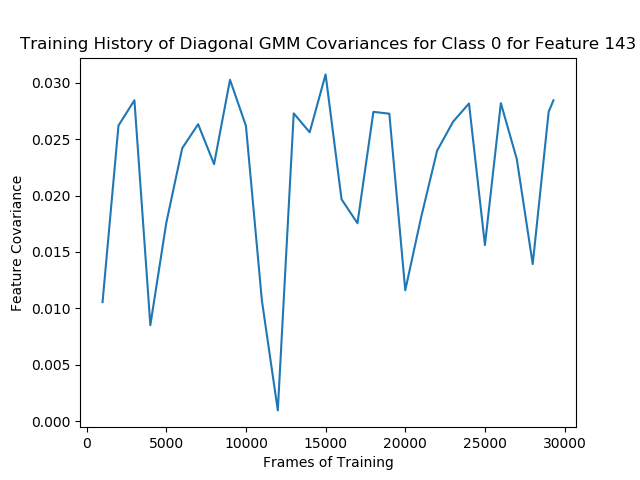 Training History of Diagonal GMM Covariances for Class 0 for Feature 143
0.030
0.025
0.020
0.015
0.010
0.005
0.000
Feature Covariance
0 5000 10000 15000 20000 25000 30000
Frames of Training